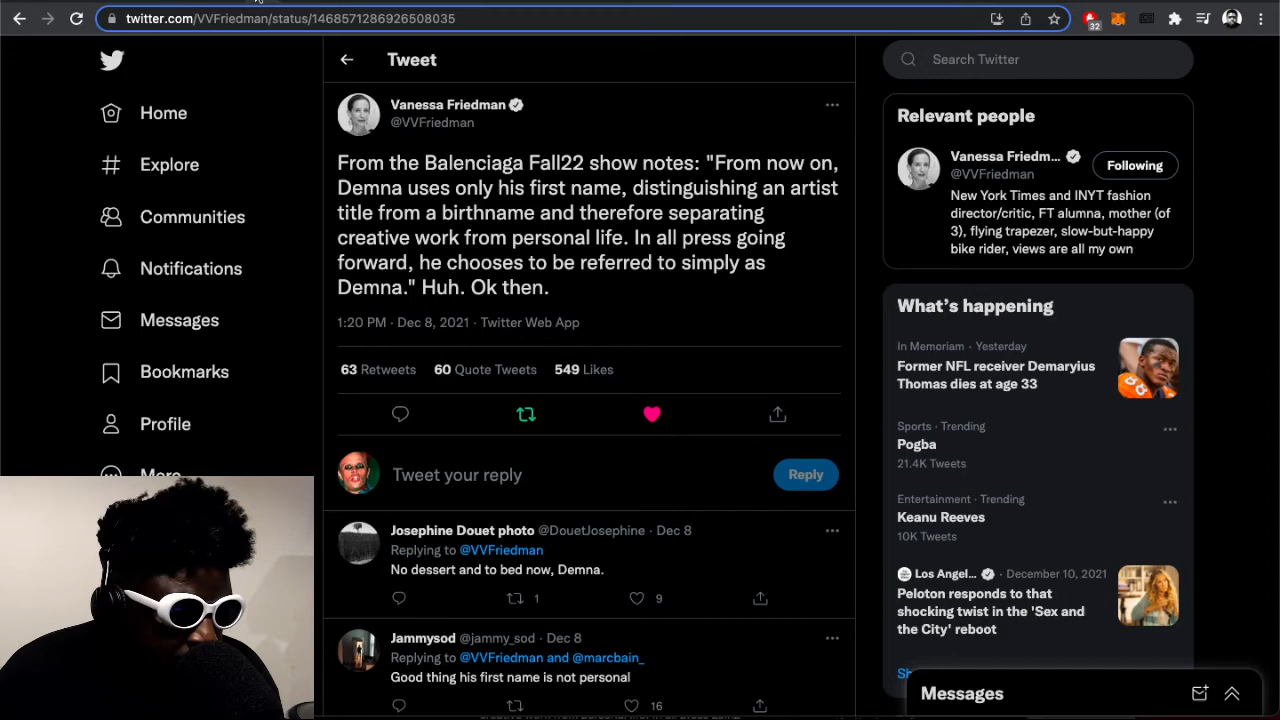 twitter.com/VVFriedman/status/1468571286926508035
32
Home
Explore
Communities
Notifications
Messages
Bookmarks
Profile
More
Tweet
Vanessa Friedman
@VVFriedman
From the Balenciaga Fall22 show notes: "From now on,
Demna uses only his first name, distinguishing an artist
title from a birthname and therefore separating
creative work from personal life. In all press going
forward, he chooses to be referred to simply as
Demna." Huh. Ok then.
1:20 PM · Dec 8, 2021 · Twitter Web App
63 Retweets 60 Quote Tweets 549 Likes
Tweet your reply
Reply
Josephine Douet photo @DouetJosephine · Dec 8
Replying to @VVFriedman
No dessert and to bed now, Demna.
1 9
Jammysod @jammy_sod · Dec 8
Replying to @VVFriedman and @marcbain_
Good thing his first name is not personal
16
Search Twitter
Relevant people
Vanessa Friedm...
@VVFriedman
Following
New York Times and INYT fashion
director/critic, FT alumna, mother (of
3), flying trapezer, slow-but-happy
bike rider, views are all my own
What's happening
In Memoriam · Yesterday
Former NFL receiver Demaryius
Thomas dies at age 33
Sports · Trending
Pogba
21.4K Tweets
Entertainment · Trending
Keanu Reeves
10K Tweets
Los Angel... · December 10, 2021
Peloton responds to that
shocking twist in the 'Sex and
the City' reboot
Messages